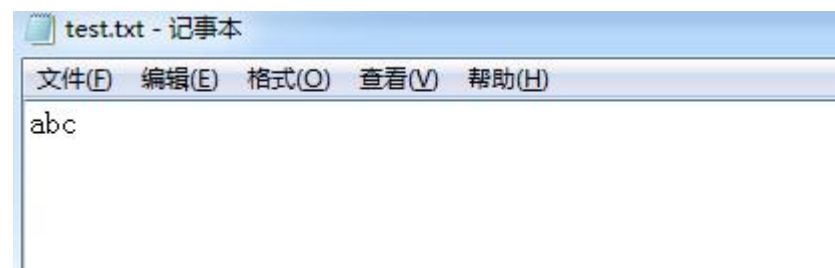 test.txt - 记事本
文件(F) 编辑(E) 格式(O) 查看(V) 帮助(H)
abc